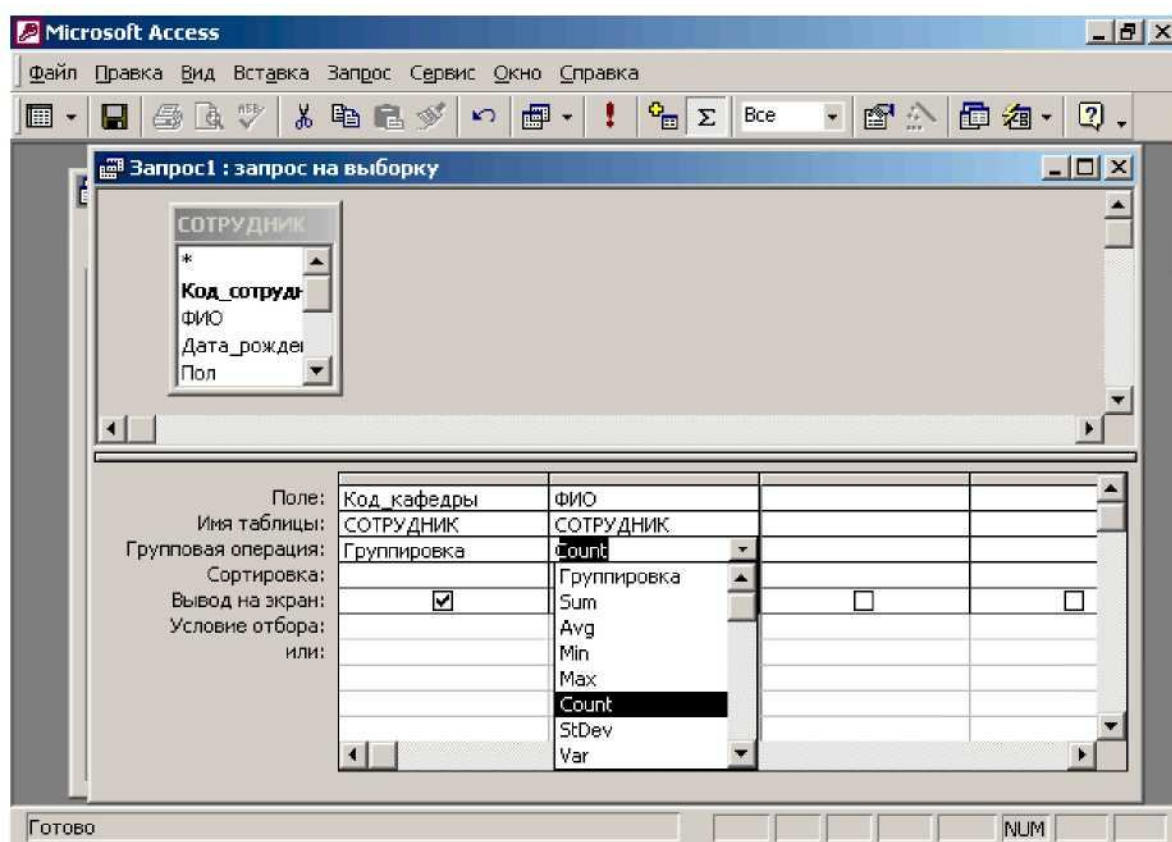 Microsoft Access
Файл Правка Вид Вставка Запрос Сервис Окно Справка
Σ Все
Запрос1 : запрос на выборку
СОТРУДНИК
*
Код_сотрудн
ФИО
Дата_рожден
Пол
Поле: Код_кафедры ФИО
Имя таблицы: СОТРУДНИК СОТРУДНИК
Групповая операция: Группировка Count
Сортировка: Группировка
Вывод на экран: Sum
Условие отбора: Avg
или: Min
Max
Count
StDev
Var
Готово NUM